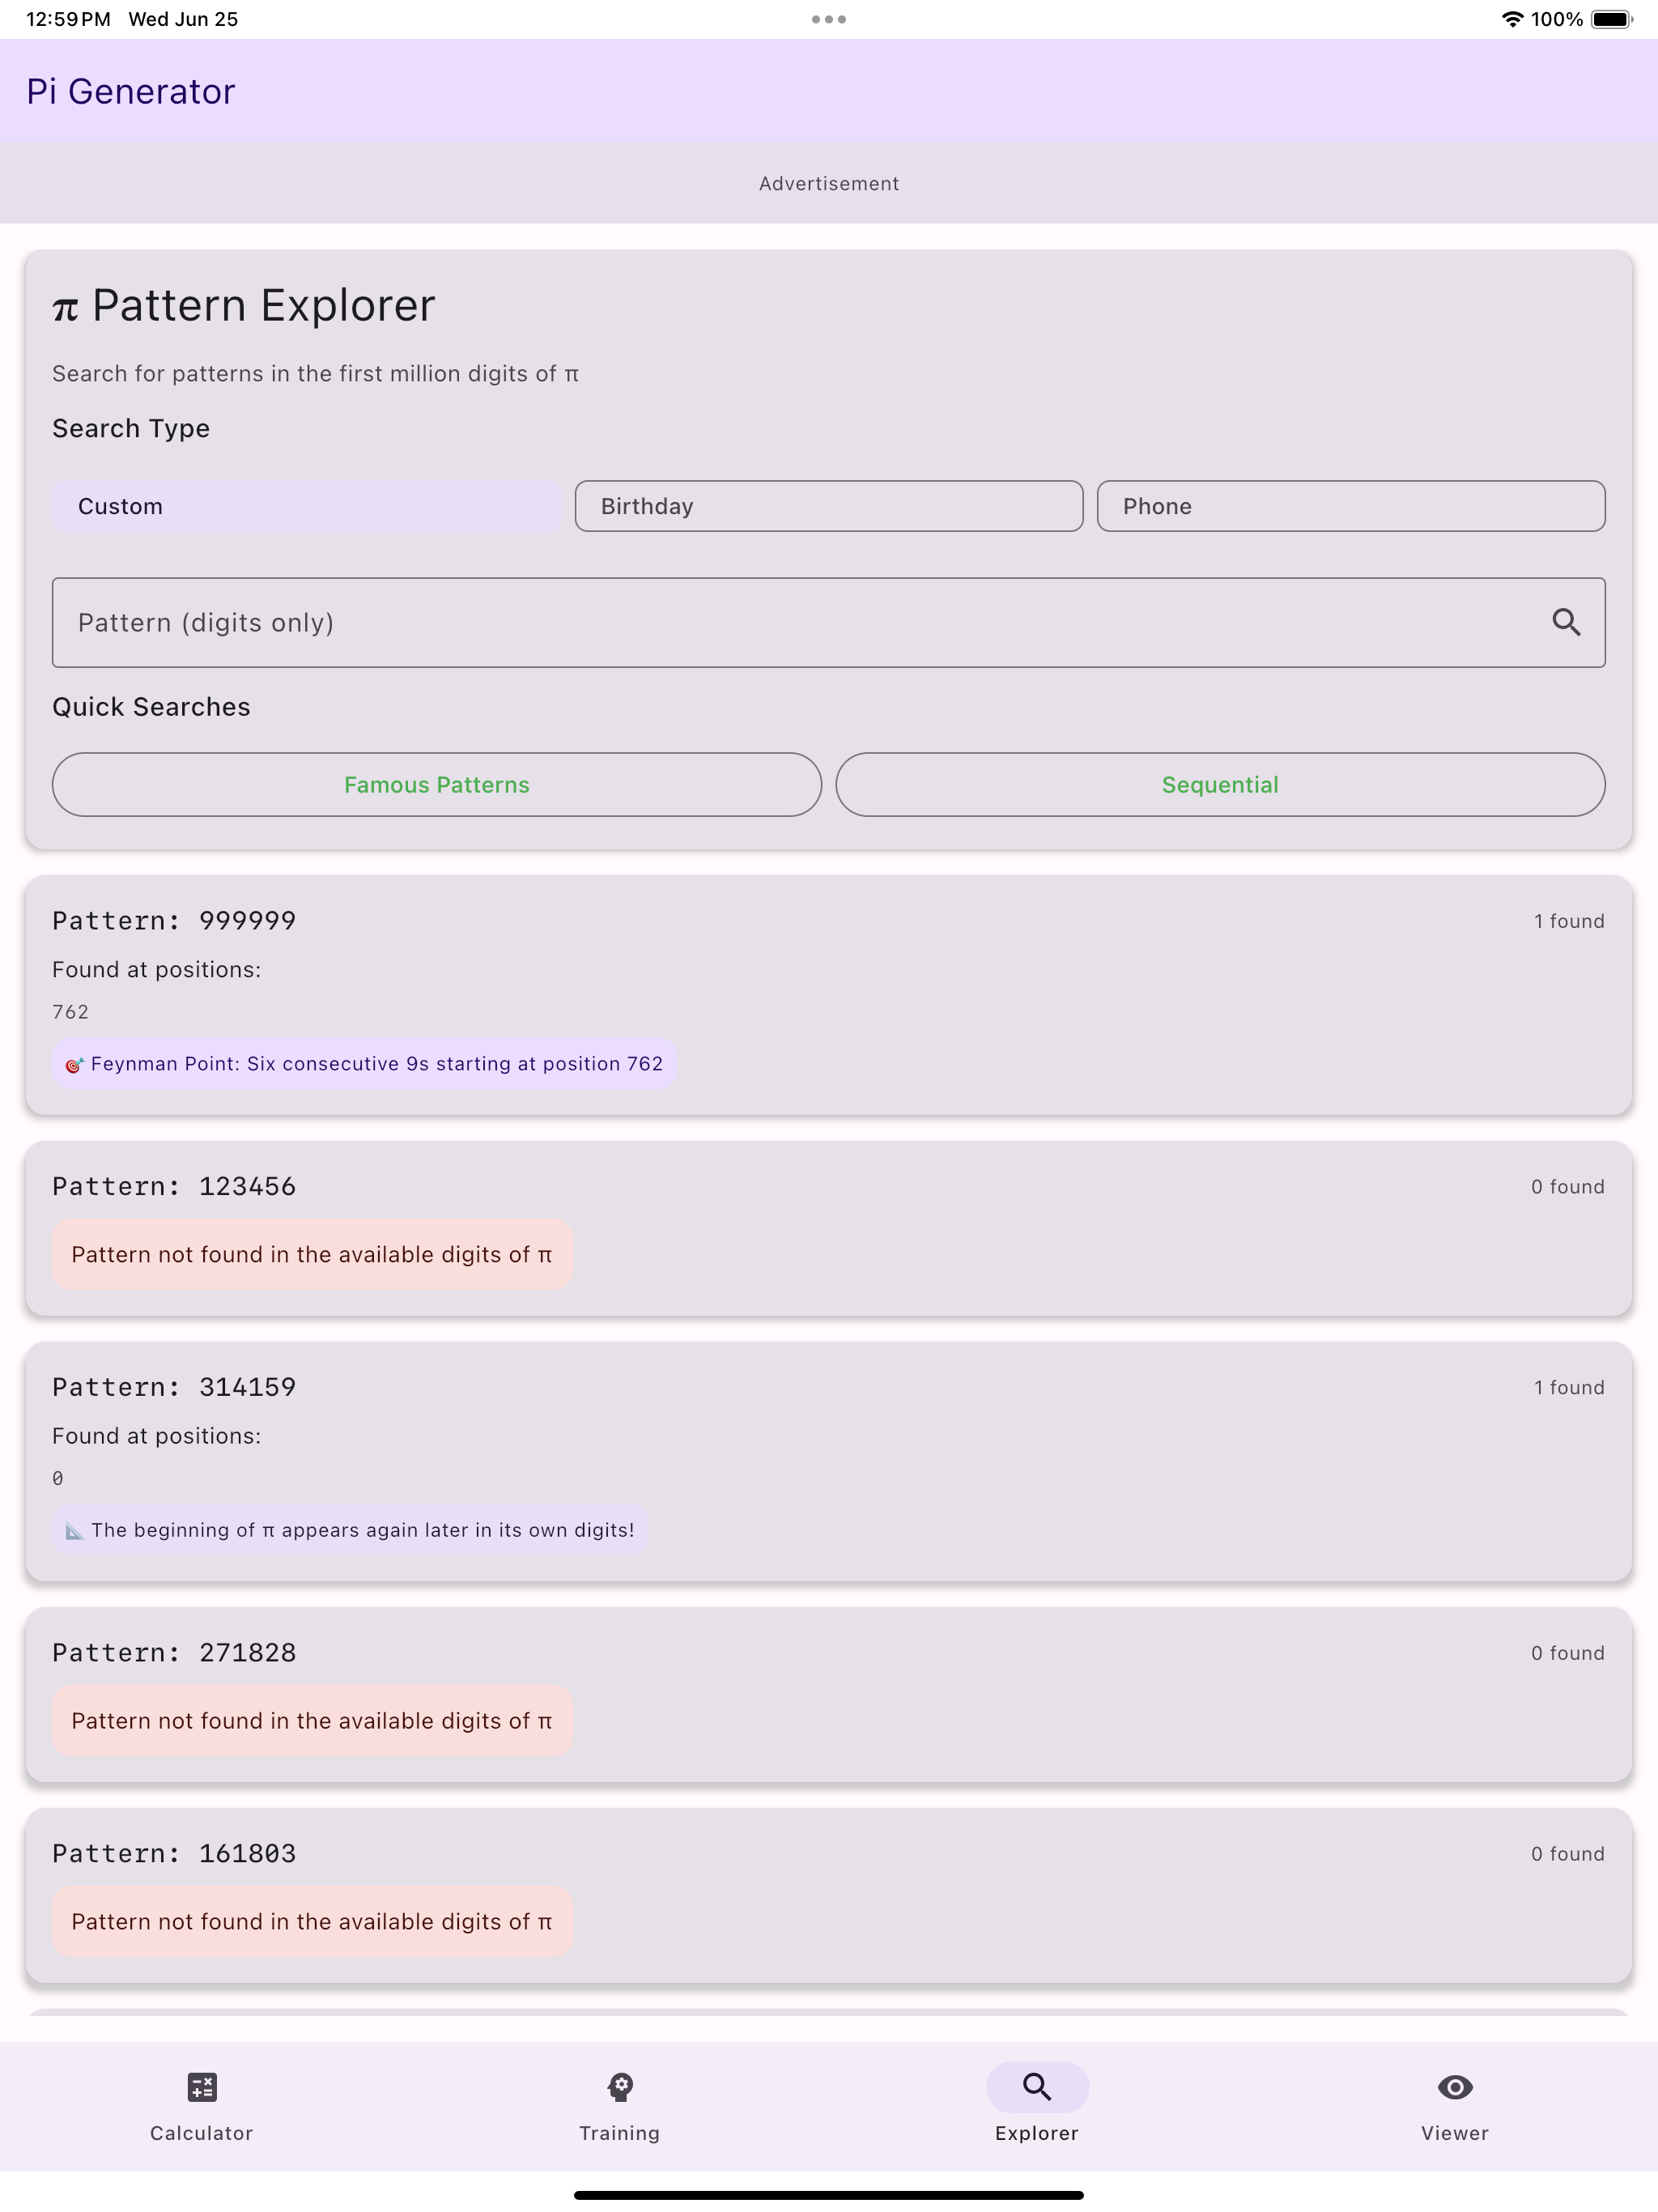 12:59 PM Wed Jun 25
100%
Pi Generator
Advertisement
π Pattern Explorer
Search for patterns in the first million digits of π
Search Type
Custom
Birthday
Phone
Pattern (digits only)
Quick Searches
Famous Patterns
Sequential
Pattern: 999999
1 found
Found at positions:
762
🎯 Feynman Point: Six consecutive 9s starting at position 762
Pattern: 123456
0 found
Pattern not found in the available digits of π
Pattern: 314159
1 found
Found at positions:
0
📐 The beginning of π appears again later in its own digits!
Pattern: 271828
0 found
Pattern not found in the available digits of π
Pattern: 161803
0 found
Pattern not found in the available digits of π
Calculator
Training
Explorer
Viewer